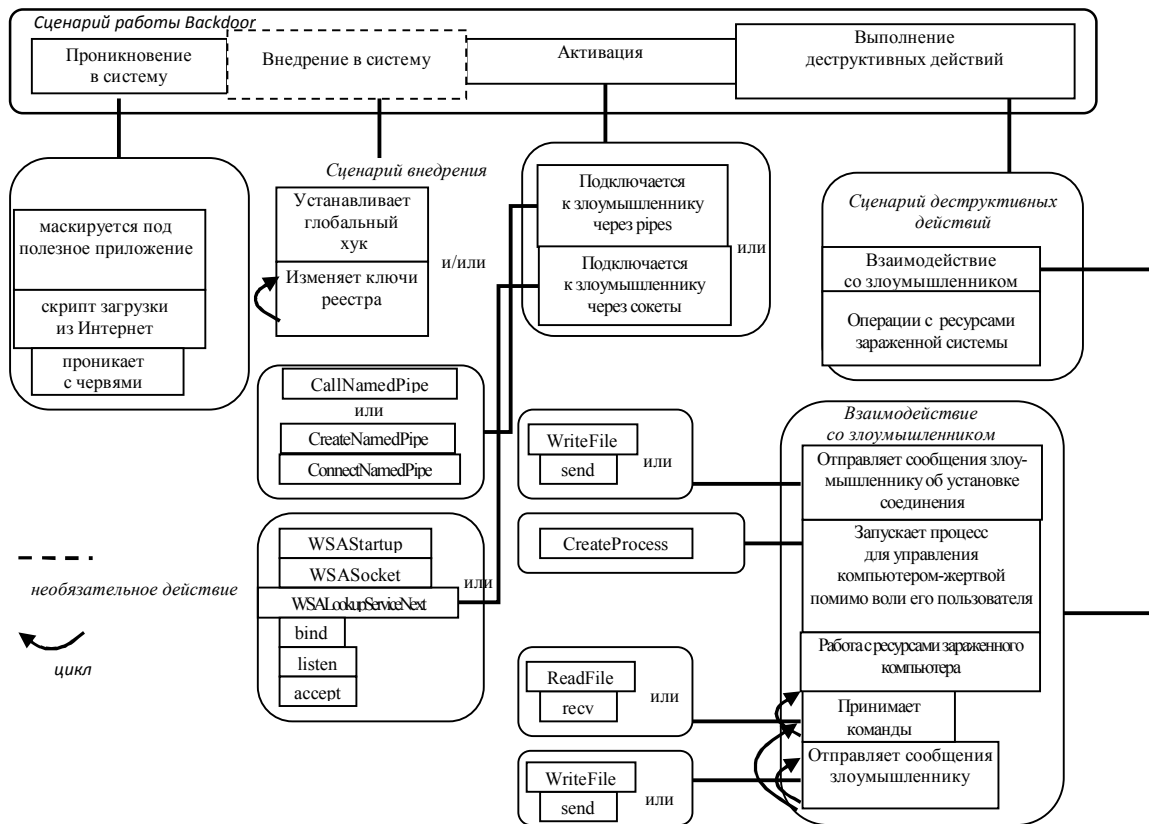 Сценарий работы Backdoor
Проникновение
в систему
Внедрение в систему
Активация
Выполнение
деструктивных действий
маскируется под
полезное приложение
скрипт загрузки
из Интернет
проникает
с червями
Сценарий внедрения
Устанавливает
глобальный
хук
и/или
Изменяет ключи
реестра
Подключается
к злоумышленнику
через pipes
или
Подключается
к злоумышленнику
через сокеты
Сценарий деструктивных
действий
Взаимодействие
со злоумышленником
Операции с ресурсами
зараженной системы
CallNamedPipe
или
CreateNamedPipe
ConnectNamedPipe
WSAStartup
WSASocket
или
WSALookupServiceNext
bind
listen
accept
необязательное действие
цикл
WriteFile
или
send
CreateProcess
ReadFile
или
recv
WriteFile
или
send
Взаимодействие
со злоумышленником
Отправляет сообщения злоу-
мышленнику об установке
соединения
Запускает процесс
для управления
компьютером-жертвой
помимо воли его пользователя
Работа с ресурсами зараженного
компьютера
Принимает
команды
Отправляет сообщения
злоумышленнику